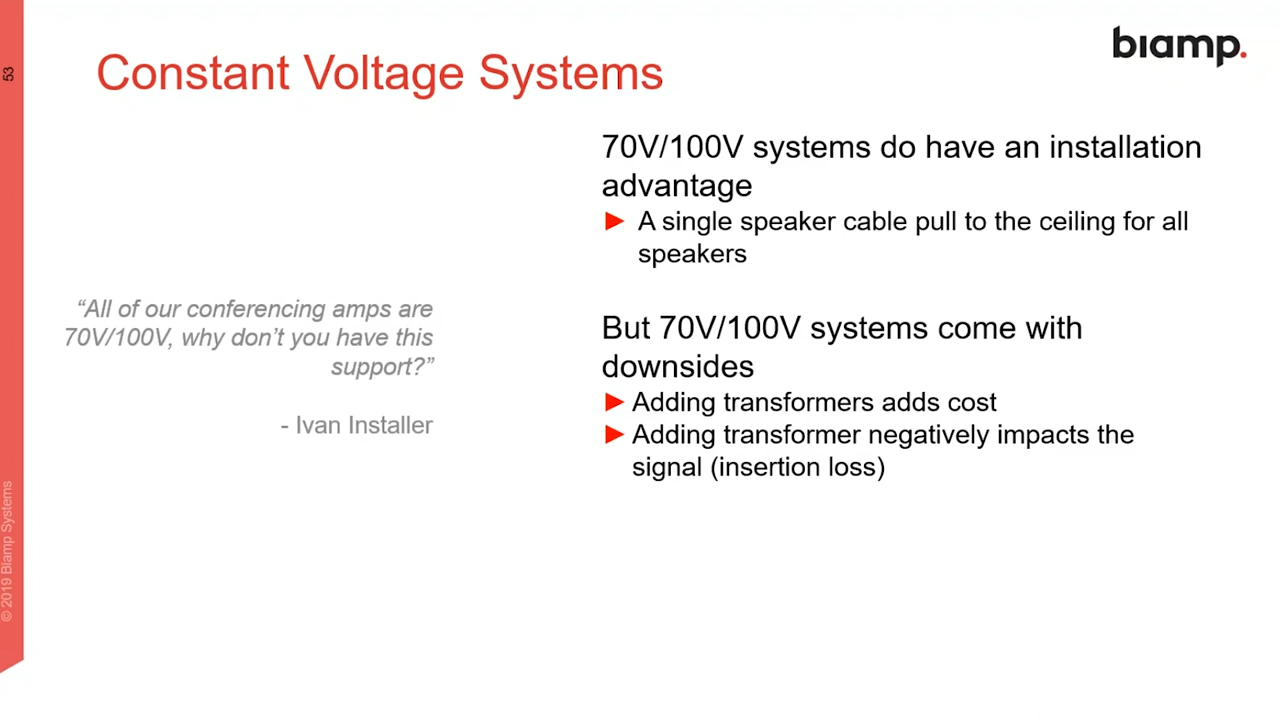 53
Constant Voltage Systems
biamp.
“All of our conferencing amps are
70V/100V, why don’t you have this
support?”
- Ivan Installer
70V/100V systems do have an installation
advantage
► A single speaker cable pull to the ceiling for all
speakers
But 70V/100V systems come with
downsides
► Adding transformers adds cost
► Adding transformer negatively impacts the
signal (insertion loss)
© 2019 Biamp Systems